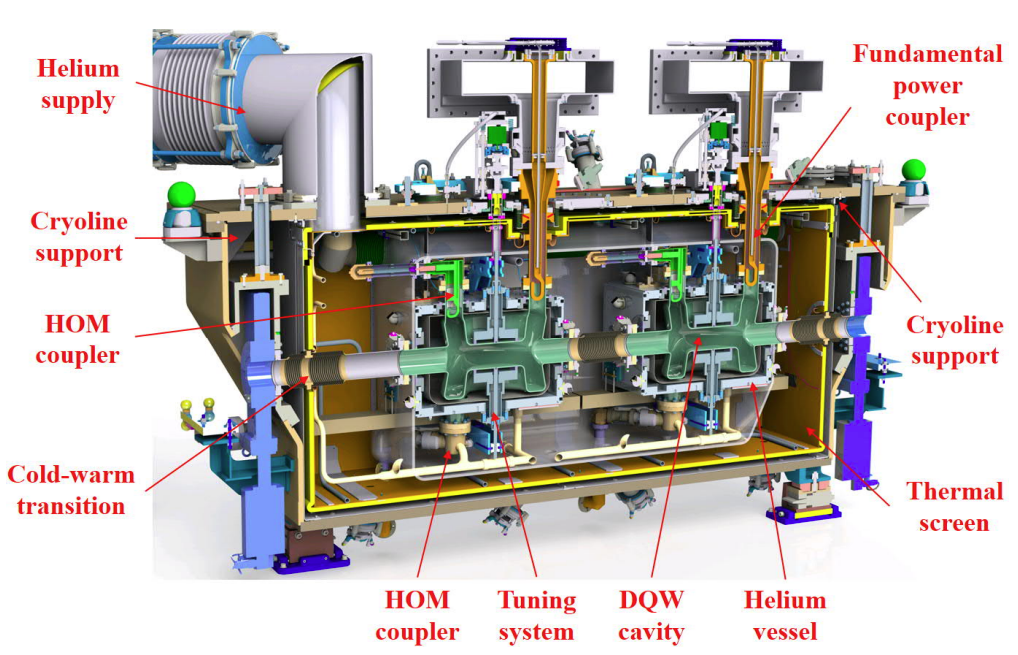 Helium
supply
Fundamental
power
coupler
Cryoline
support
HOM
coupler
Cryoline
support
Cold-warm
transition
Thermal
screen
HOM
coupler
Tuning
system
DQW
cavity
Helium
vessel